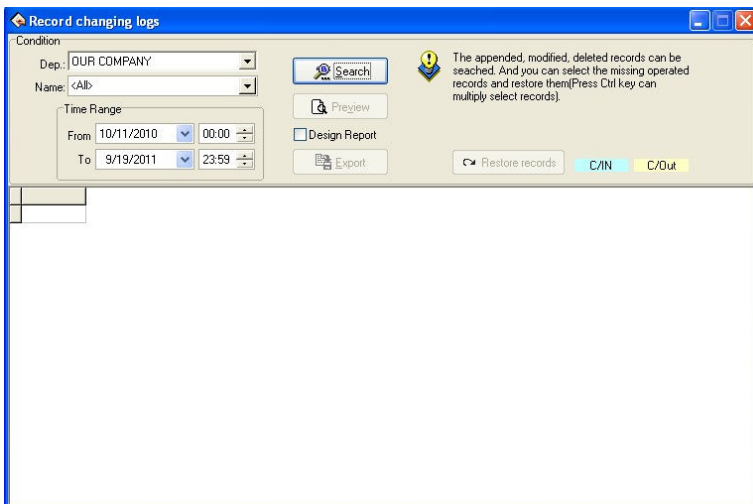 Record changing logs
Condition
Dep.: OUR COMPANY
Name: <All>
Time Range
From 10/11/2010 00:00
To 9/19/2011 23:59
Search
Preview
Design Report
Export
The appended, modified, deleted records can be
seached. And you can select the missing operated
records and restore them(Press Ctrl key can
multiply select records).
Restore records
C/IN
C/Out